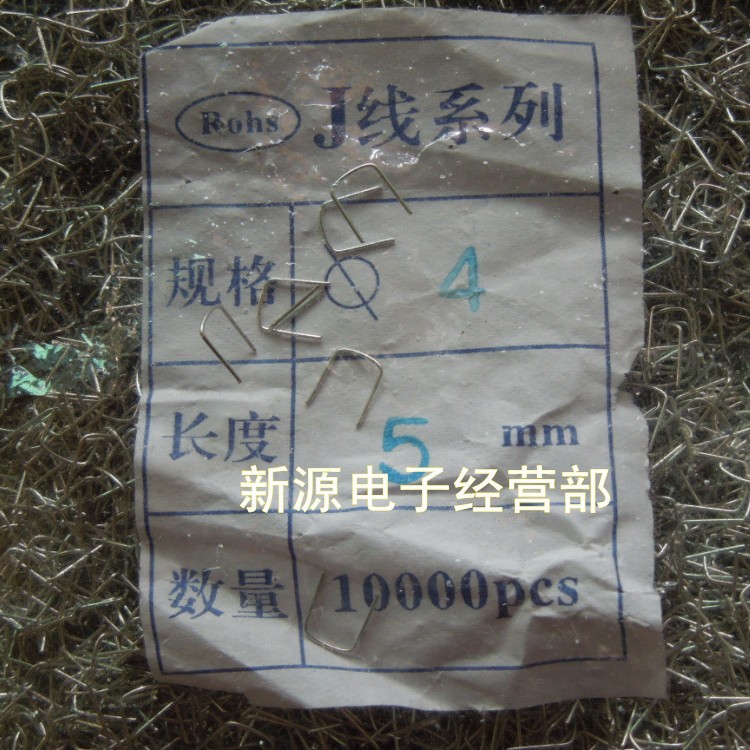 Rohs J线系列
规格 Ø 4
长度 5 mm
新源电子经营部
数量 10000pcs